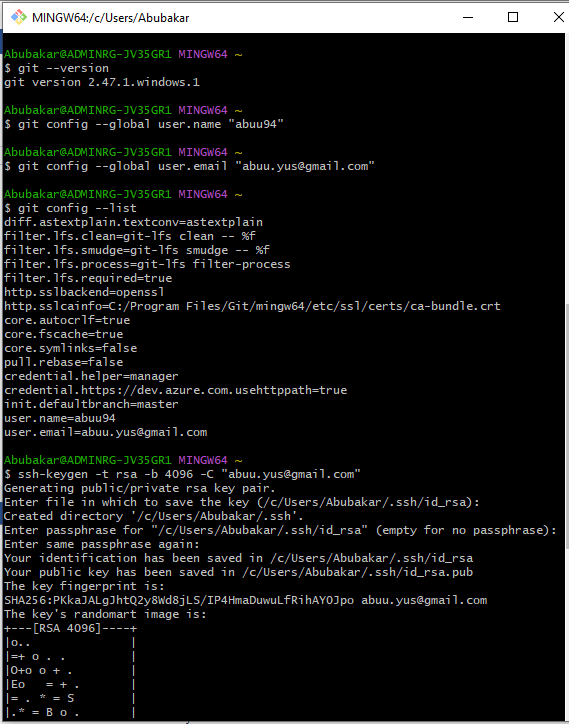 MINGW64:/c/Users/Abubakar
Abubakar@ADMINRG-JV35GR1 MINGW64 ~
$ git --version
git version 2.47.1.windows.1
Abubakar@ADMINRG-JV35GR1 MINGW64 ~
$ git config --global user.name "abuu94"
Abubakar@ADMINRG-JV35GR1 MINGW64 ~
$ git config --global user.email "abuu.yus@gmail.com"
Abubakar@ADMINRG-JV35GR1 MINGW64 ~
$ git config --list
diff.astextplain.textconv=astextplain
filter.lfs.clean=git-lfs clean -- %f
filter.lfs.smudge=git-lfs smudge -- %f
filter.lfs.process=git-lfs filter-process
filter.lfs.required=true
http.sslbackend=openssl
http.sslcainfo=C:/Program Files/Git/mingw64/etc/ssl/certs/ca-bundle.crt
core.autocrlf=true
core.fscache=true
core.symlinks=false
pull.rebase=false
credential.helper=manager
credential.https://dev.azure.com.usehttppath=true
init.defaultbranch=master
user.name=abuu94
user.email=abuu.yus@gmail.com
Abubakar@ADMINRG-JV35GR1 MINGW64 ~
$ ssh-keygen -t rsa -b 4096 -C "abuu.yus@gmail.com"
Generating public/private rsa key pair.
Enter file in which to save the key (/c/Users/Abubakar/.ssh/id_rsa):
Created directory '/c/Users/Abubakar/.ssh'.
Enter passphrase for "/c/Users/Abubakar/.ssh/id_rsa" (empty for no passphrase):
Enter same passphrase again:
Your identification has been saved in /c/Users/Abubakar/.ssh/id_rsa
Your public key has been saved in /c/Users/Abubakar/.ssh/id_rsa.pub
The key fingerprint is:
SHA256:PKkaJALgJhtQ2y8Wd8jLS/IP4HmaDuwuLfRihAYOJpo abuu.yus@gmail.com
The key's randomart image is:
+---[RSA 4096]----+
|o..              |
|=+ o . .         |
|O+o o + .        |
|Eo   = + .       |
|= . * = S        |
|.* = B o .       |